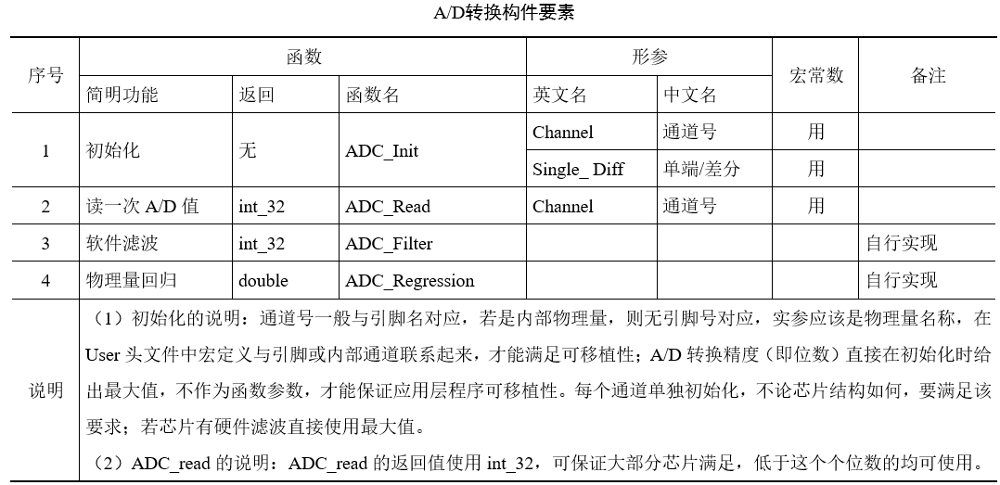 A/D转换构件要素
序号 函数 形参 宏常数 备注
简明功能 返回 函数名 英文名 中文名
1 初始化 无 ADC_Init Channel 通道号 用
Single_ Diff 单端/差分 用
2 读一次 A/D 值 int_32 ADC_Read Channel 通道号 用
3 软件滤波 int_32 ADC_Filter 自行实现
4 物理量回归 double ADC_Regression 自行实现
说明
（1）初始化的说明：通道号一般与引脚名对应，若是内部物理量，则无引脚号对应，实参应该是物理量名称，在
User 头文件中宏定义与引脚或内部通道联系起来，才能满足可移植性；A/D 转换精度（即位数）直接在初始化时给
出最大值，不作为函数参数，才能保证应用层程序可移植性。每个通道单独初始化，不论芯片结构如何，要满足该
要求；若芯片有硬件滤波直接使用最大值。
（2）ADC_read 的说明：ADC_read 的返回值使用 int_32，可保证大部分芯片满足，低于这个个位数的均可使用。